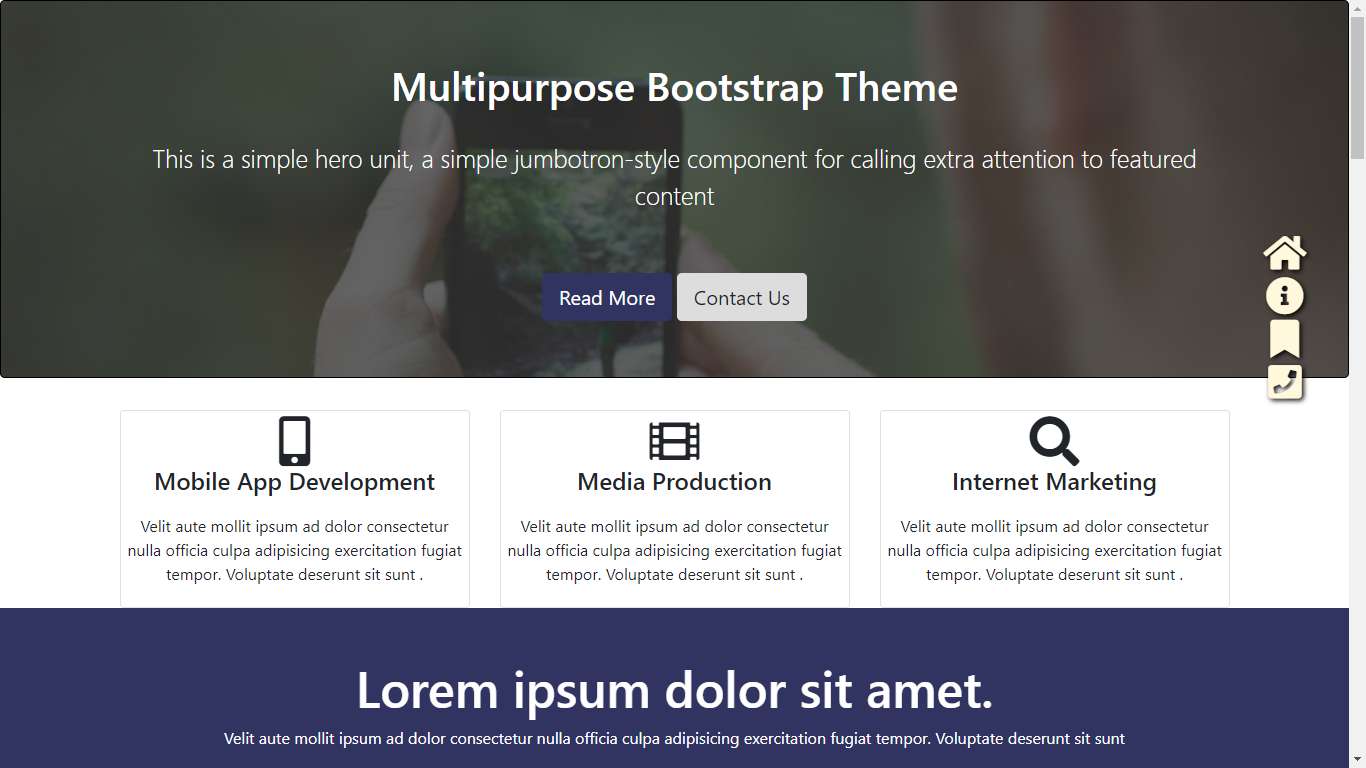 Multipurpose Bootstrap Theme
This is a simple hero unit, a simple jumbotron-style component for calling extra attention to featured
content
Read More
Contact Us
Mobile App Development
Velit aute mollit ipsum ad dolor consectetur
nulla officia culpa adipisicing exercitation fugiat
tempor. Voluptate deserunt sit sunt .
Media Production
Velit aute mollit ipsum ad dolor consectetur
nulla officia culpa adipisicing exercitation fugiat
tempor. Voluptate deserunt sit sunt .
Internet Marketing
Velit aute mollit ipsum ad dolor consectetur
nulla officia culpa adipisicing exercitation fugiat
tempor. Voluptate deserunt sit sunt .
Lorem ipsum dolor sit amet.
Velit aute mollit ipsum ad dolor consectetur nulla officia culpa adipisicing exercitation fugiat tempor. Voluptate deserunt sit sunt